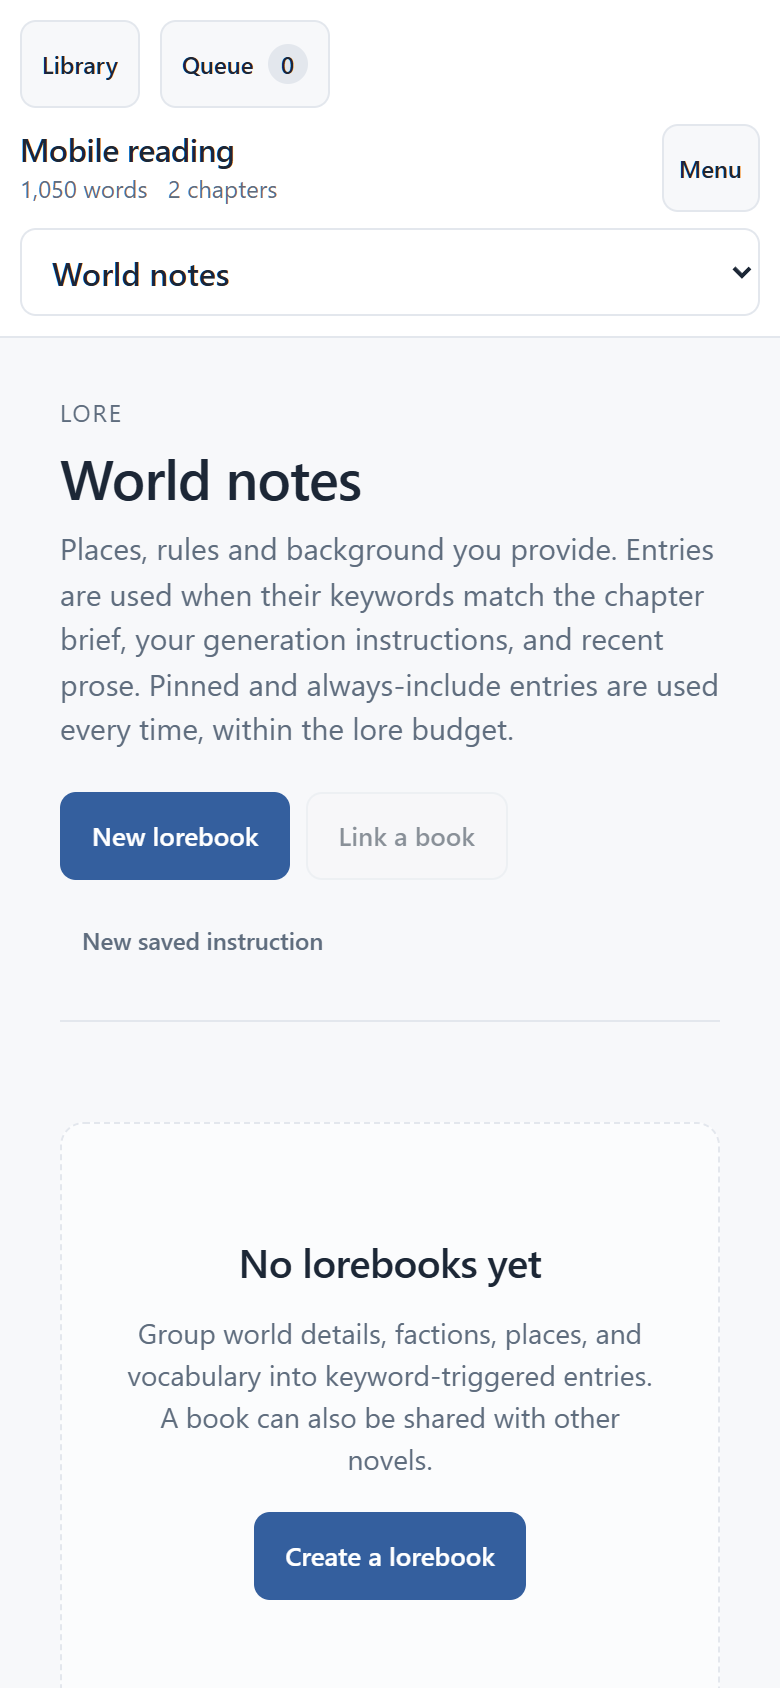 Library
Queue 0
Mobile reading
1,050 words 2 chapters
Menu
World notes
LORE
World notes
Places, rules and background you provide. Entries
are used when their keywords match the chapter
brief, your generation instructions, and recent
prose. Pinned and always-include entries are used
every time, within the lore budget.
New lorebook
Link a book
New saved instruction
No lorebooks yet
Group world details, factions, places, and
vocabulary into keyword-triggered entries.
A book can also be shared with other
novels.
Create a lorebook